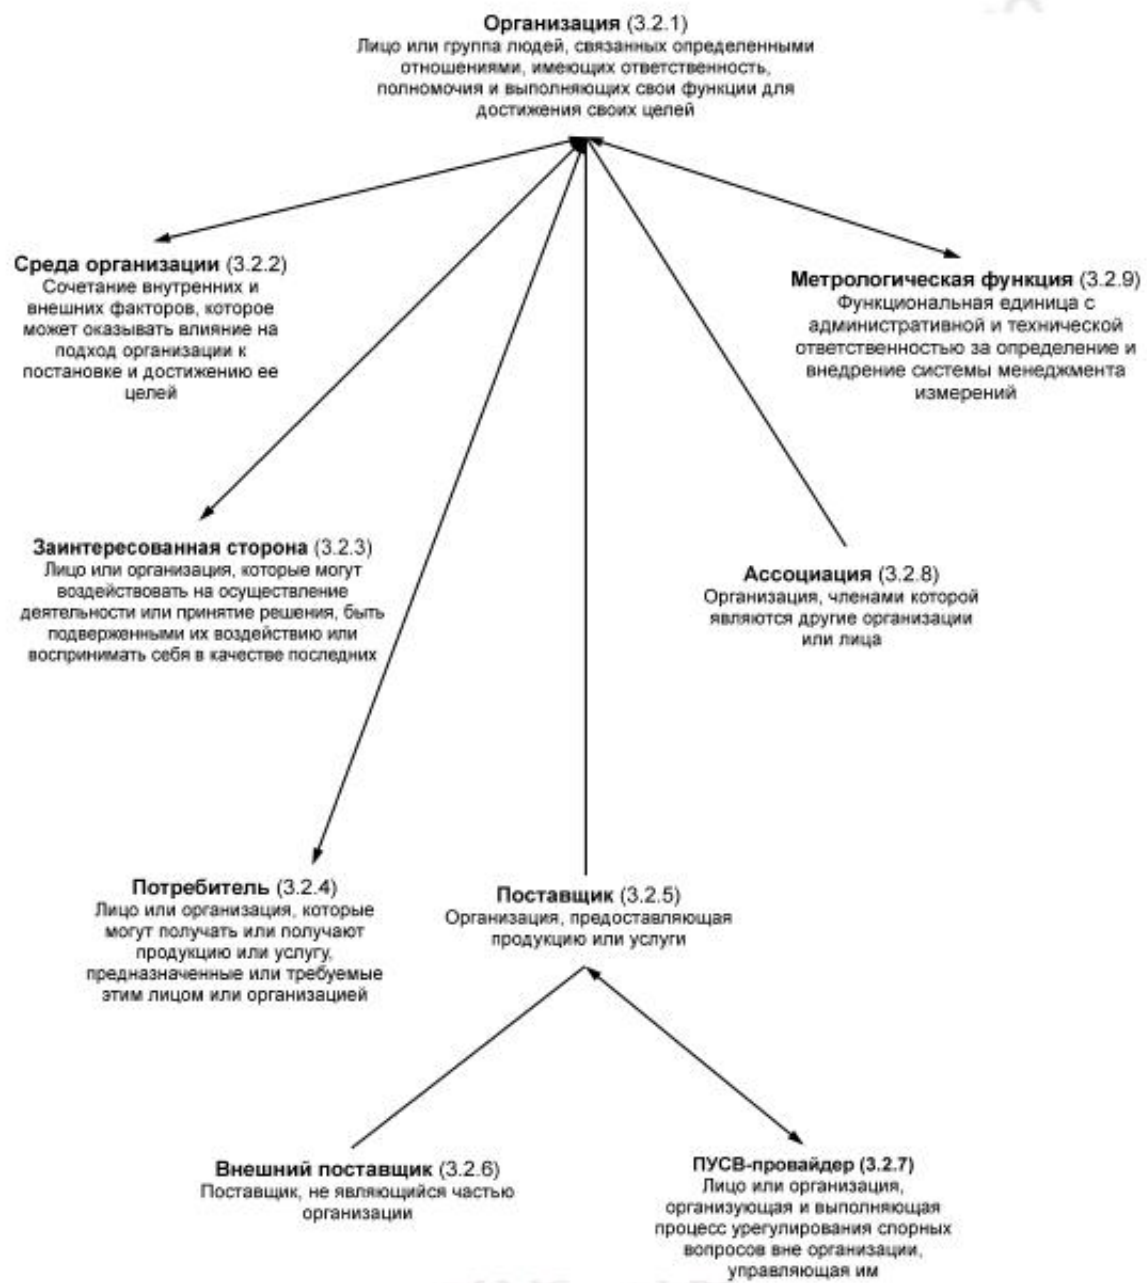 Организация (3.2.1)
Лицо или группа людей, связанных определенными
отношениями, имеющих ответственность,
полномочия и выполняющих свои функции для
достижения своих целей
Среда организации (3.2.2)
Сочетание внутренних и
внешних факторов, которое
может оказывать влияние на
подход организации к
постановке и достижению ее
целей
Метрологическая функция (3.2.9)
Функциональная единица с
административной и технической
ответственностью за определение и
внедрение системы менеджмента
измерений
Заинтересованная сторона (3.2.3)
Лицо или организация, которые могут
воздействовать на осуществление
деятельности или принятие решения, быть
подверженными их воздействию или
воспринимать себя в качестве последних
Ассоциация (3.2.8)
Организация, членами которой
являются другие организации
или лица
Потребитель (3.2.4)
Лицо или организация, которые
могут получать или получают
продукцию или услугу,
предназначенные или требуемые
этим лицом или организацией
Поставщик (3.2.5)
Организация, предоставляющая
продукцию или услуги
Внешний поставщик (3.2.6)
Поставщик, не являющийся частью
организации
ПУСВ-провайдер (3.2.7)
Лицо или организация,
организующая и выполняющая
процесс урегулирования спорных
вопросов вне организации,
управляющая им